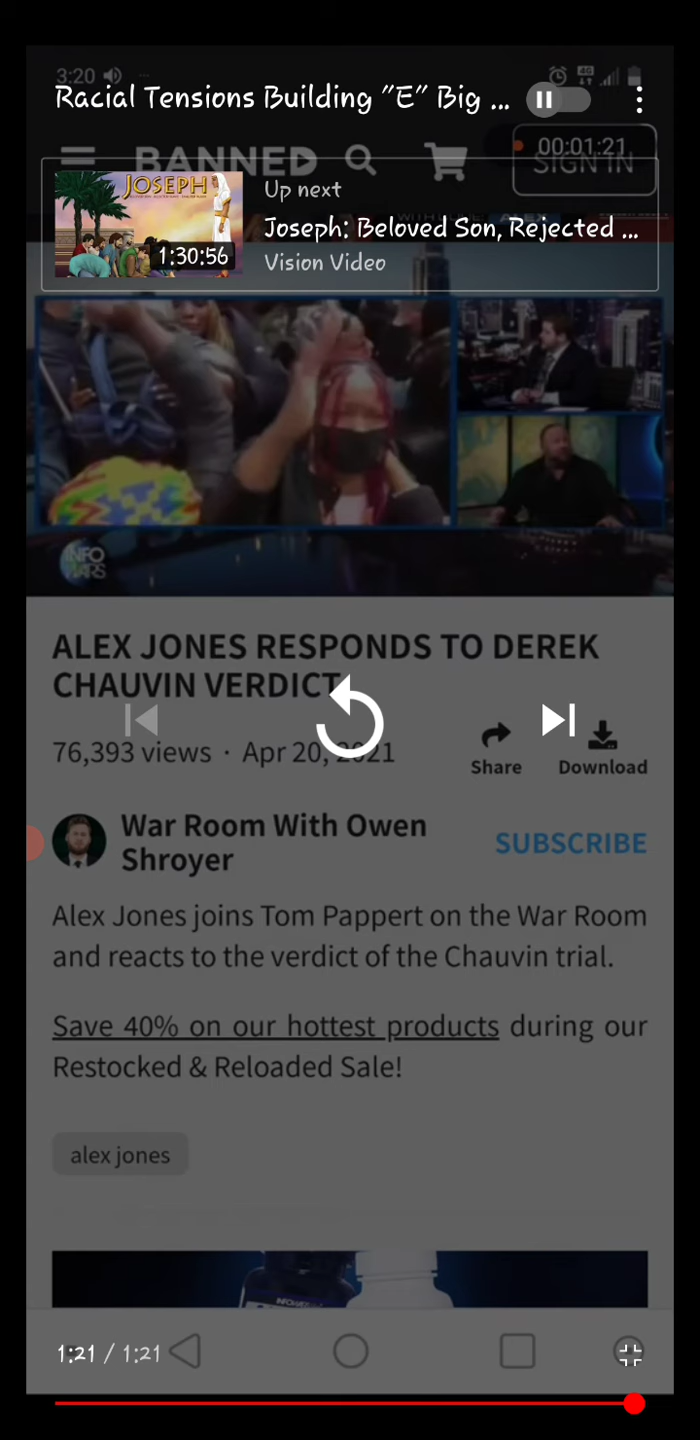 3:20
4G
Racial Tensions Building "E" Big ...
BANNED
00:01:21
SIGN IN
JOSEPH
1:30:56
Up next
Joseph: Beloved Son, Rejected ...
Vision Video
INFO
WARS
ALEX JONES RESPONDS TO DEREK
CHAUVIN VERDICT
76,393 views · Apr 20, 2021
Share
Download
War Room With Owen
Shroyer
SUBSCRIBE
Alex Jones joins Tom Pappert on the War Room
and reacts to the verdict of the Chauvin trial.
Save 40% on our hottest products during our
Restocked & Reloaded Sale!
alex jones
1:21 / 1:21